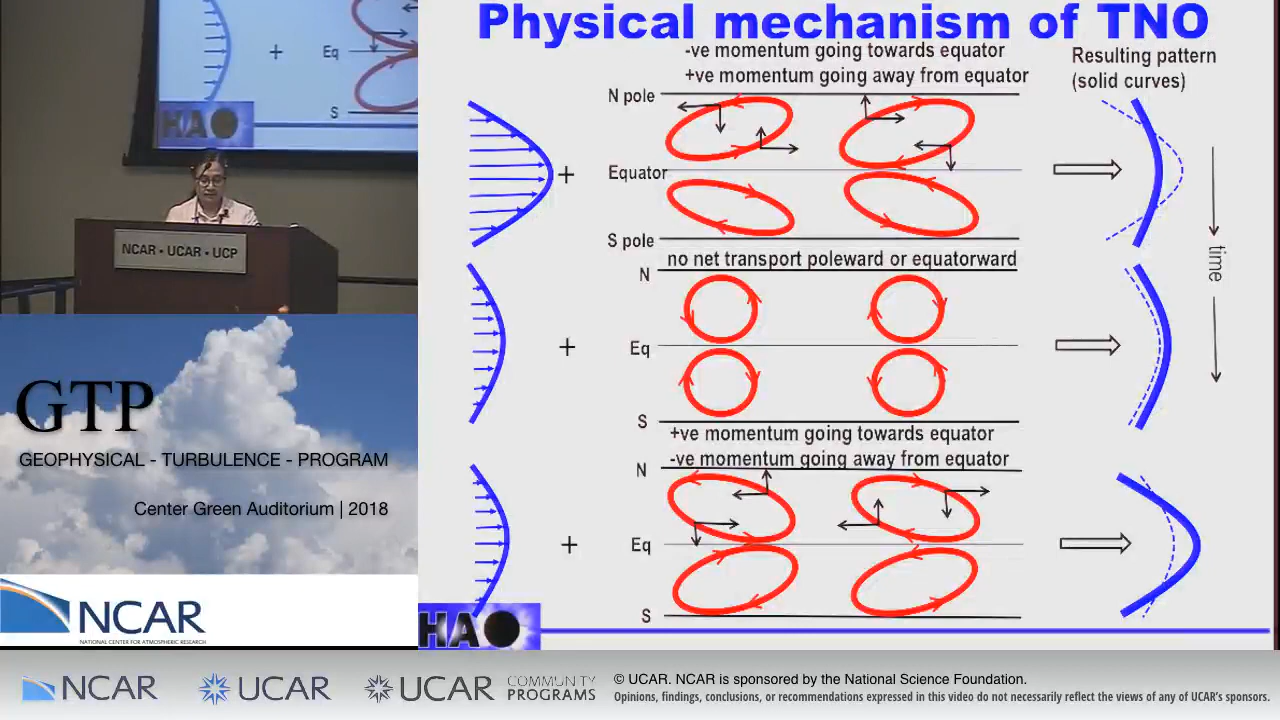 Physical mechanism of TNO
-ve momentum going towards equator
+ve momentum going away from equator
Resulting pattern
(solid curves)
N pole
Equator
S pole
+
no net transport poleward or equatorward
N
Eq
S
+
time
+ve momentum going towards equator
-ve momentum going away from equator
N
Eq
S
+
HA
+
Eq
S
HA
NCAR • UCAR • UCP
GTP
GEOPHYSICAL - TURBULENCE - PROGRAM
Center Green Auditorium | 2018
NCAR
NATIONAL CENTER FOR ATMOSPHERIC RESEARCH
NCAR
UCAR
UCAR
COMMUNITY
PROGRAMS
© UCAR. NCAR is sponsored by the National Science Foundation.
Opinions, findings, conclusions, or recommendations expressed in this video do not necessarily reflect the views of any of UCAR's sponsors.